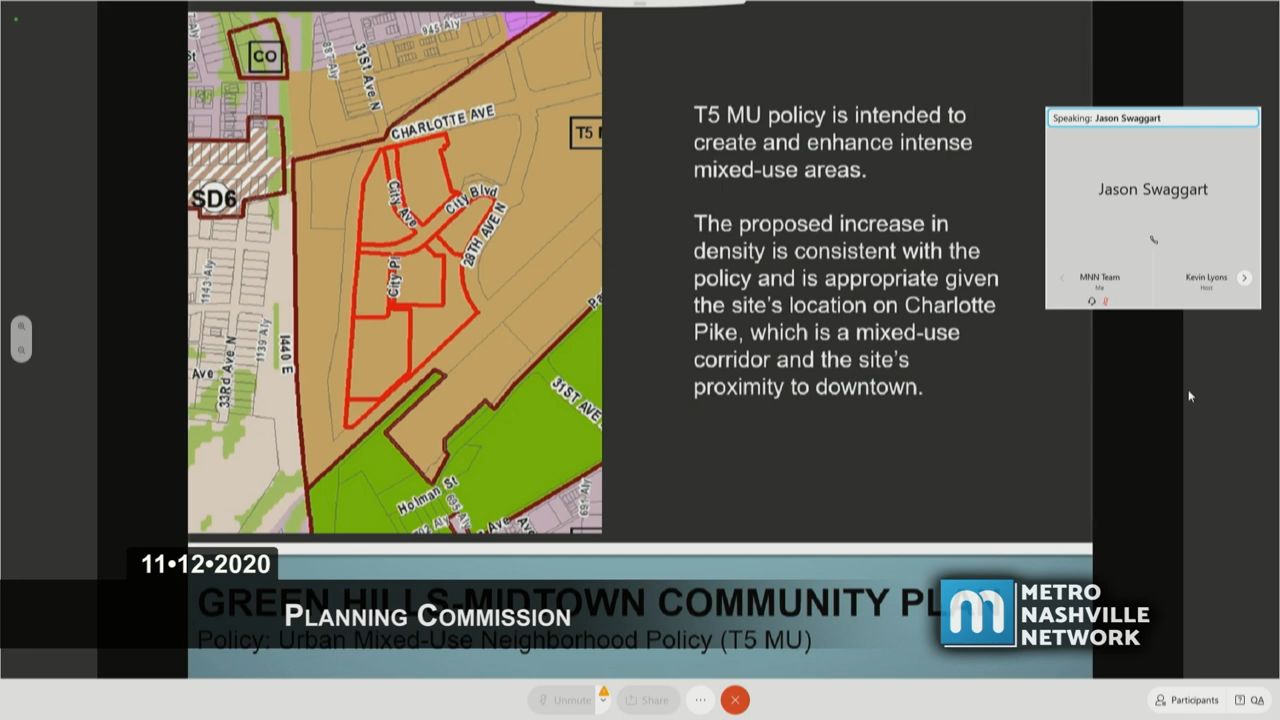 945 Aly
CO
887 Aly
31St Ave N
CHARLOTTE AVE
T5
SD6
City Ave
City Blvd
28TH AVE N
City Pl
1143 Aly
1139 Aly
I440 E
33Rd Ave N
Ave
31ST AVE
Holman St
691 Aly
T5 MU policy is intended to
create and enhance intense
mixed-use areas.
The proposed increase in
density is consistent with the
policy and is appropriate given
the site's location on Charlotte
Pike, which is a mixed-use
corridor and the site's
proximity to downtown.
Speaking: Jason Swaggart
Jason Swaggart
MNN Team
Me
Kevin Lyons
Host
11•12•2020
GREEN HILLS-MIDTOWN COMMUNITY PL
PLANNING COMMISSION
Policy: Urban Mixed-Use Neighborhood Policy (T5 MU)
m METRO
NASHVILLE
NETWORK
Unmute
Share
Participants
QA